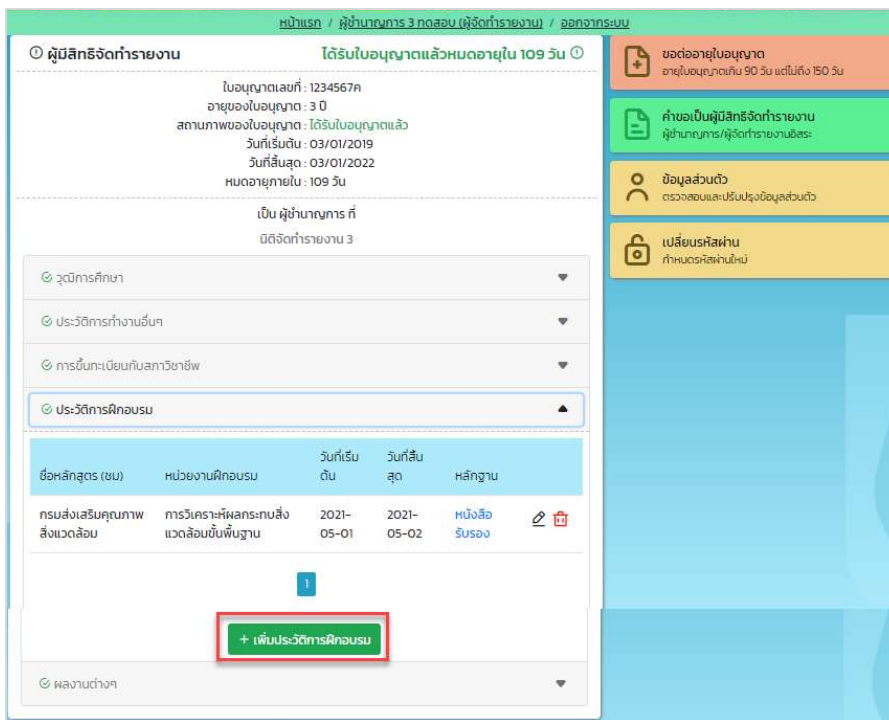 หน้าแรก / ผู้ชำนาญการ 3 ทดสอบ (ผู้จัดทำรายงาน) / ออกจากระบบ
ผู้มีสิทธิจัดทำรายงาน
ได้รับใบอนุญาตแล้วหมดอายุใน 109 วัน
ใบอนุญาตเลขที่ : 1234567ค
อายุของใบอนุญาต : 3 ปี
สถานภาพของใบอนุญาต : ได้รับใบอนุญาตแล้ว
วันที่เริ่มต้น : 03/01/2019
วันที่สิ้นสุด : 03/01/2022
หมดอายุภายใน : 109 วัน
เป็น ผู้ชำนาญการ ที่
นิติจัดทำรายงาน 3
วุฒิการศึกษา
ประวัติการทำงานอื่นๆ
การขึ้นทะเบียนกับสภาวิชาชีพ
ประวัติการฝึกอบรม
ชื่อหลักสูตร (ชม) หน่วยงานฝึกอบรม วันที่เริ่มต้น วันที่สิ้นสุด หลักฐาน
กรมส่งเสริมคุณภาพ การวิเคราะห์ผลกระทบสิ่ง 2021- 2021- หนังสือ
สิ่งแวดล้อม แวดล้อมขั้นพื้นฐาน 05-01 05-02 รับรอง
1
+ เพิ่มประวัติการฝึกอบรม
ผลงานต่างๆ
ขอต่ออายุใบอนุญาต
อายุใบอนุญาตเกิน 90 วัน แต่ไม่ถึง 150 วัน
คำขอเป็นผู้มีสิทธิจัดทำรายงาน
ผู้ชำนาญการ/ผู้จัดทำรายงานอิสระ
ข้อมูลส่วนตัว
ตรวจสอบและปรับปรุงข้อมูลส่วนตัว
เปลี่ยนรหัสผ่าน
กำหนดรหัสผ่านใหม่